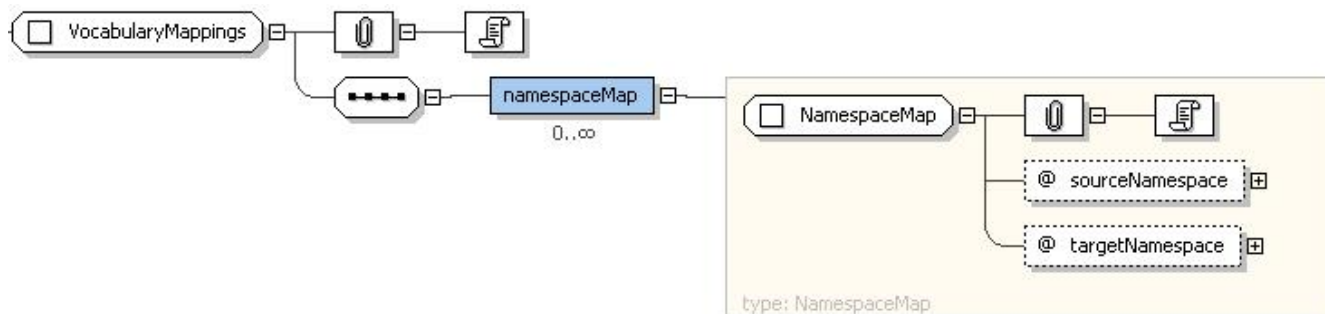 VocabularyMappings
namespaceMap
0..∞
NamespaceMap
@ sourceNamespace
@ targetNamespace
type: NamespaceMap